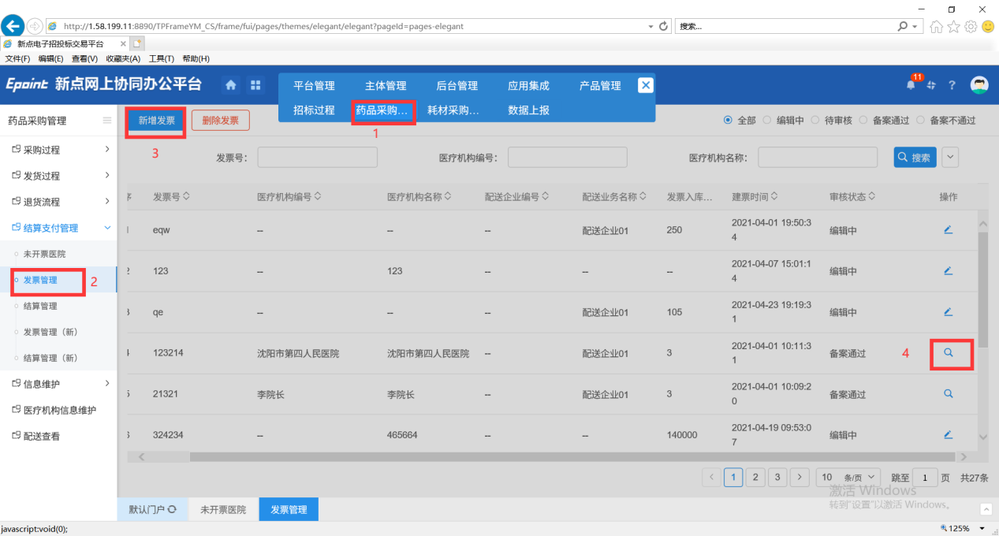 http://1.58.199.11:8890/TPFrameYM_CS/frame/fui/pages/themes/elegant/elegant?pageId=pages-elegant
搜索...
新点电子招投标交易平台
文件(F) 编辑(E) 查看(V) 收藏夹(A) 工具(T) 帮助(H)
Epoint 新点网上协同办公平台
平台管理 主体管理 后台管理 应用集成 产品管理
11
招标过程 药品采购... 耗材采购... 数据上报
1
药品采购管理
新增发票 删除发票
全部 编辑中 待审核 备案通过 备案不通过
3
采购过程
发货过程
退货流程
结算支付管理
未开票医院
发票管理
2
结算管理
发票管理（新）
结算管理（新）
信息维护
医疗机构信息维护
配送查看
发票号: 医疗机构编号: 医疗机构名称: 搜索
序 发票号 医疗机构编号 医疗机构名称 配送企业编号 配送业务名称 发票入库... 建票时间 审核状态 操作
1 eqw -- -- -- 配送企业01 250 2021-04-01 19:50:3 编辑中
4
2 123 -- 123 -- -- -- 2021-04-07 15:01:1 编辑中
4
3 qe -- -- -- 配送企业01 105 2021-04-23 19:19:3 编辑中
1
4 123214 沈阳市第四人民医院 沈阳市第四人民医院 -- 配送企业01 3 2021-04-01 10:11:3 备案通过 4
1
5 21321 李院长 李院长 -- 配送企业01 3 2021-04-01 10:09:2 备案通过
0
6 324234 -- 465664 -- -- 140000 2021-04-19 09:53:0 编辑中
7
1 2 3 10 条/页 跳至 1 页 共27条
激活 Windows
转到"设置"以激活 Windows。
默认门户 未开票医院 发票管理
javascript:void(0);
125%